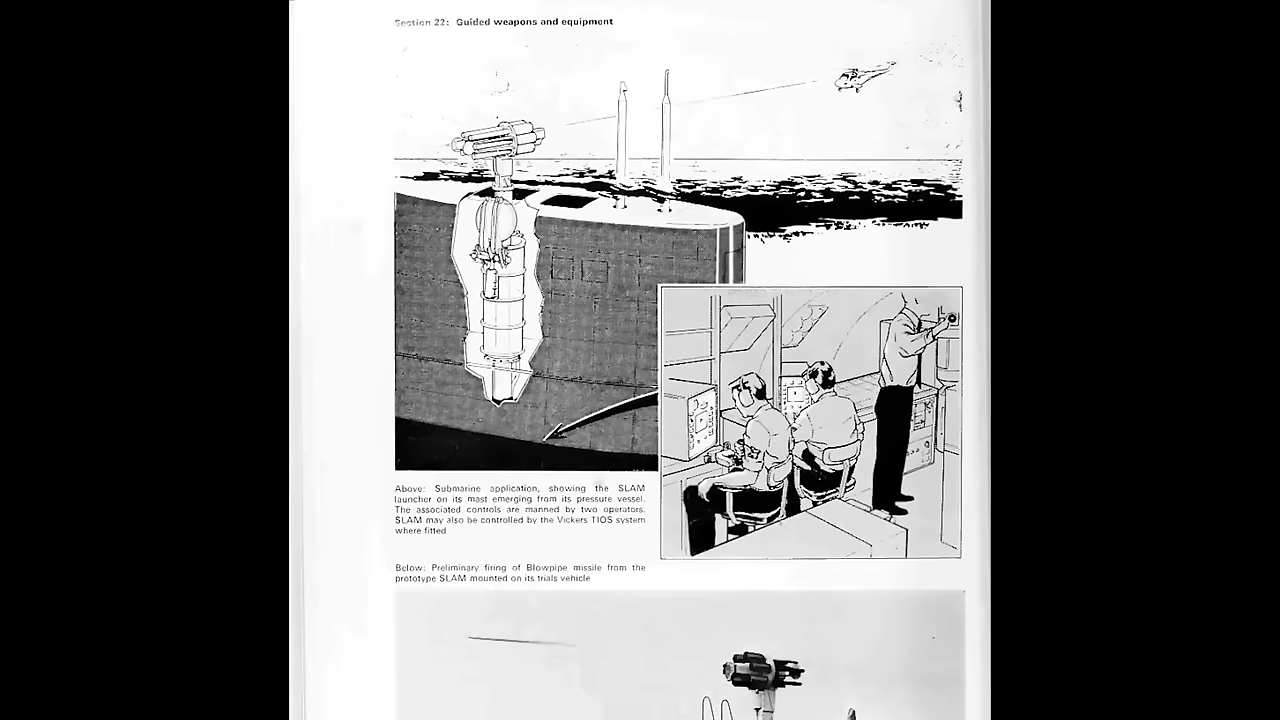 Section 22: Guided weapons and equipment
Above: Submarine application, showing the SLAM
launcher on its mast emerging from its pressure vessel.
The associated controls are manned by two operators.
SLAM may also be controlled by the Vickers TIOS system
where fitted
Below: Preliminary firing of Blowpipe missile from the
prototype SLAM mounted on its trials vehicle